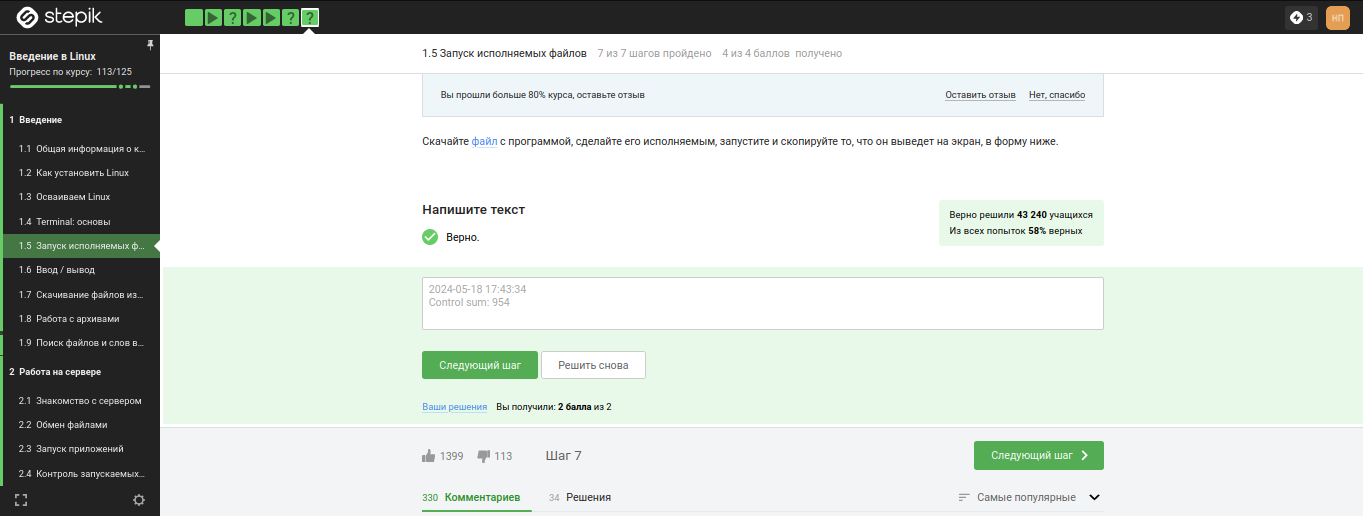 stepik
?
?
?
3
НП
Введение в Linux
Прогресс по курсу: 113/125
1 Введение
1.1 Общая информация о к...
1.2 Как установить Linux
1.3 Осваиваем Linux
1.4 Terminal: основы
1.5 Запуск исполняемых ф...
1.6 Ввод / вывод
1.7 Скачивание файлов из...
1.8 Работа с архивами
1.9 Поиск файлов и слов в...
2 Работа на сервере
2.1 Знакомство с сервером
2.2 Обмен файлами
2.3 Запуск приложений
2.4 Контроль запускаемых...
1.5 Запуск исполняемых файлов 7 из 7 шагов пройдено 4 из 4 баллов получено
Вы прошли больше 80% курса, оставьте отзыв
Оставить отзыв Нет, спасибо
Скачайте файл с программой, сделайте его исполняемым, запустите и скопируйте то, что он выведет на экран, в форму ниже.
Напишите текст
Верно.
Верно решили 43 240 учащихся
Из всех попыток 58% верных
2024-05-18 17:43:34
Control sum: 954
Следующий шаг Решить снова
Ваши решения Вы получили: 2 балла из 2
1399 113 Шаг 7
Следующий шаг
330 Комментариев 34 Решения
Самые популярные